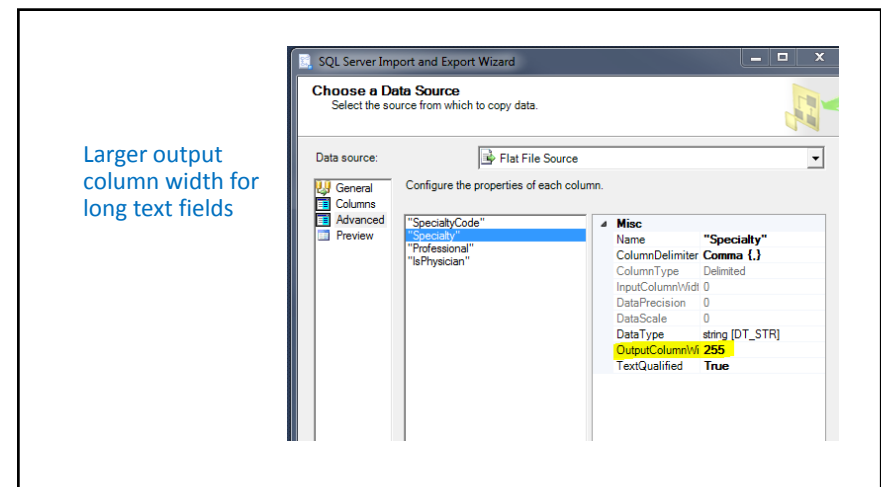 SQL Server Import and Export Wizard
Choose a Data Source
Select the source from which to copy data.
Larger output
column width for
long text fields
Data source:
Flat File Source
General
Columns
Advanced
Preview
Configure the properties of each column.
"SpecialtyCode"
"Specialty"
"Professional"
"IsPhysician"
Misc
Name "Specialty"
ColumnDelimiter Comma {,}
ColumnType Delimited
InputColumnWidt 0
DataPrecision 0
DataScale 0
DataType string [DT_STR]
OutputColumnWi 255
TextQualified True